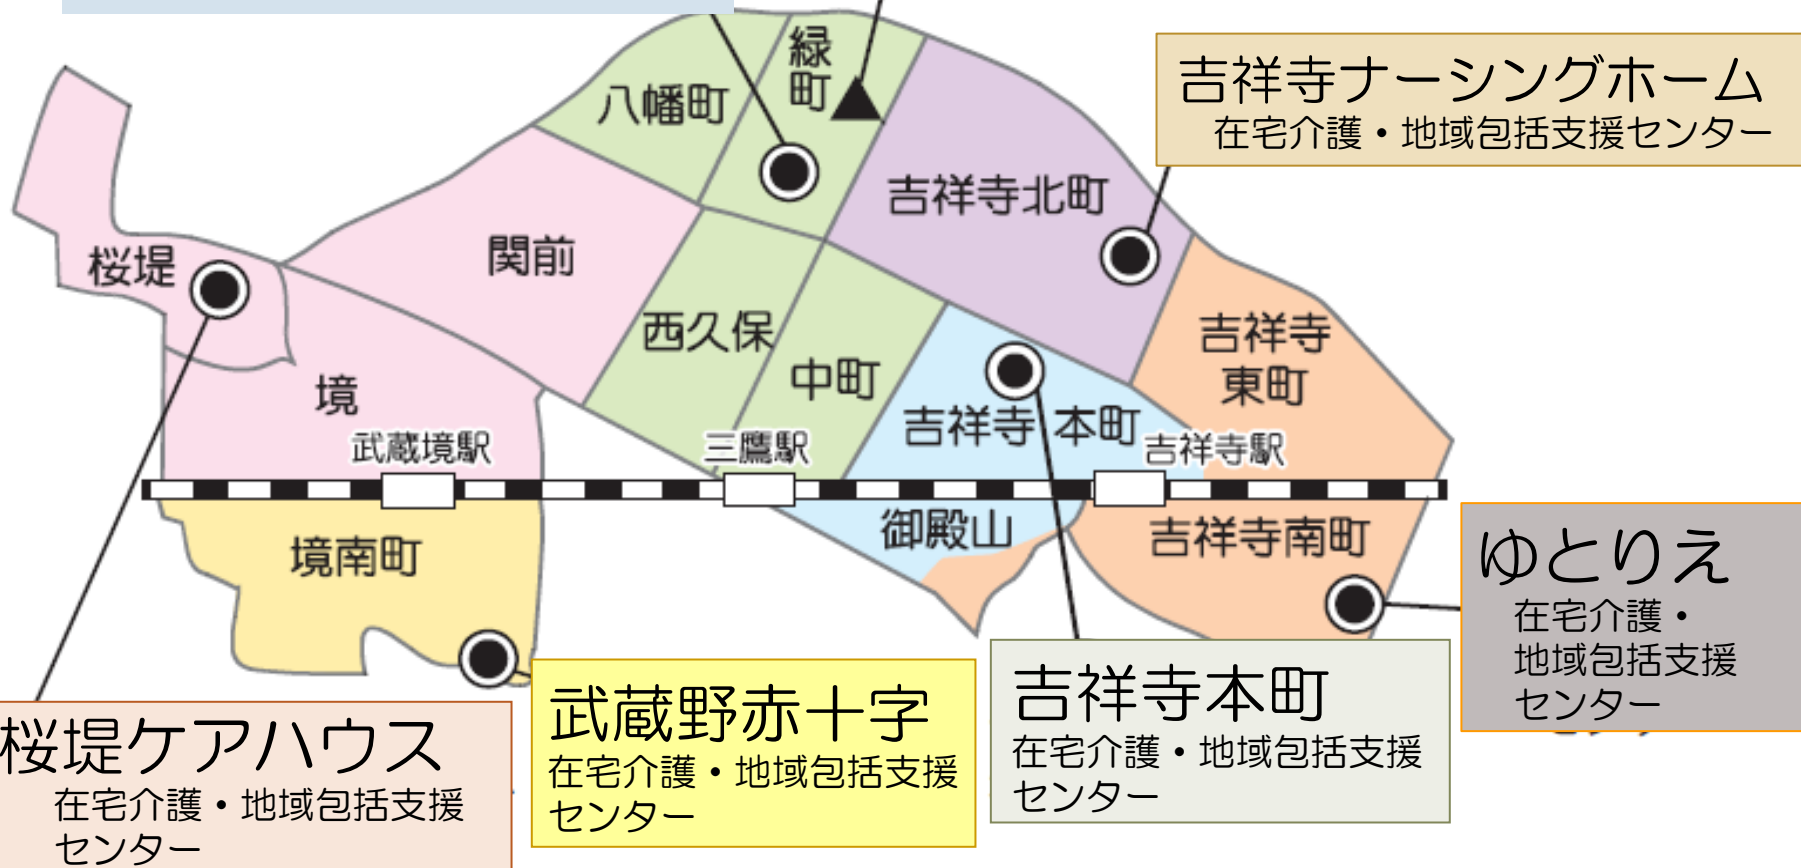 緑
町
八幡町
吉祥寺ナーシングホーム
在宅介護・地域包括支援センター
吉祥寺北町
桜堤
関前
西久保
中町
吉祥寺
東町
境
吉祥寺 本町
武蔵境駅
三鷹駅
吉祥寺駅
御殿山
境南町
吉祥寺南町
ゆとりえ
在宅介護・
地域包括支援
センター
吉祥寺本町
在宅介護・地域包括支援
センター
武蔵野赤十字
在宅介護・地域包括支援
センター
桜堤ケアハウス
在宅介護・地域包括支援
センター